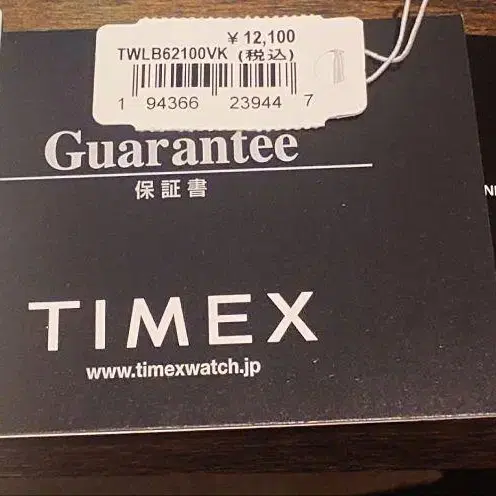 ¥12,100
TWLB62100VK (税込)
1 94366 23944 7
Guarantee
保証書
TIMEX
www.timexwatch.jp